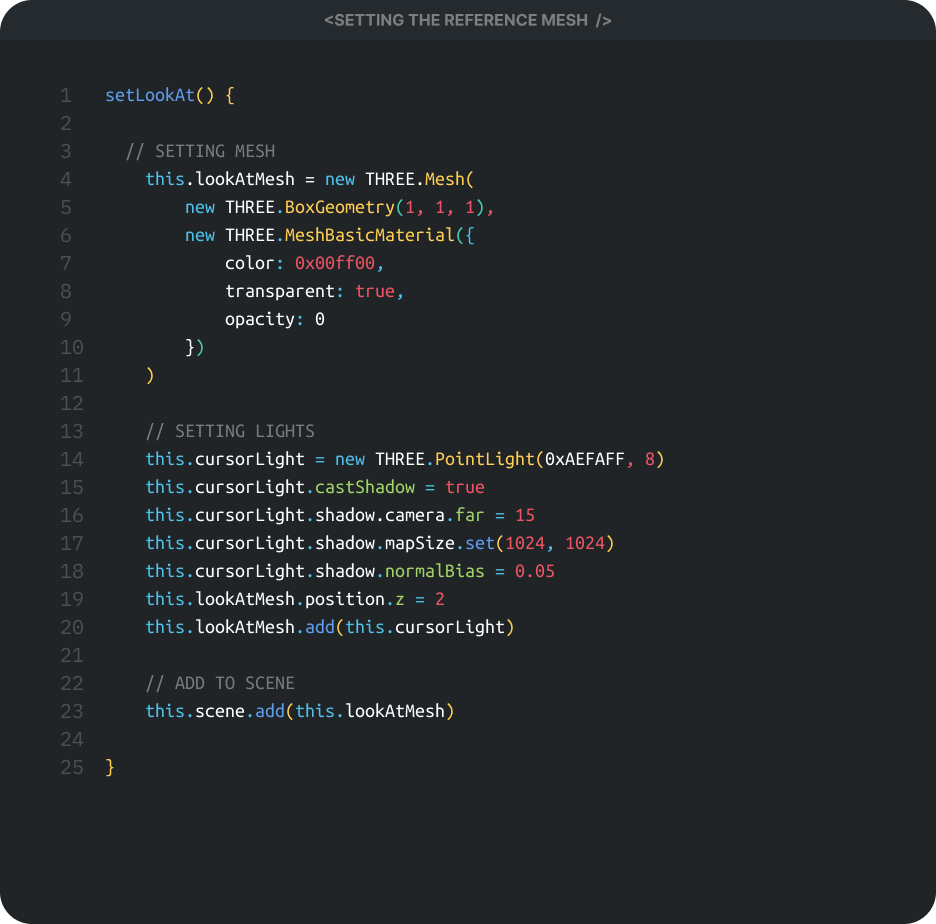 <SETTING THE REFERENCE MESH />
1 setLookAt() {
2
3 // SETTING MESH
4 this.lookAtMesh = new THREE.Mesh(
5 new THREE.BoxGeometry(1, 1, 1),
6 new THREE.MeshBasicMaterial({
7 color: 0x00ff00,
8 transparent: true,
9 opacity: 0
10 })
11 )
12
13 // SETTING LIGHTS
14 this.cursorLight = new THREE.PointLight(0xAEFAFF, 8)
15 this.cursorLight.castShadow = true
16 this.cursorLight.shadow.camera.far = 15
17 this.cursorLight.shadow.mapSize.set(1024, 1024)
18 this.cursorLight.shadow.normalBias = 0.05
19 this.lookAtMesh.position.z = 2
20 this.lookAtMesh.add(this.cursorLight)
21
22 // ADD TO SCENE
23 this.scene.add(this.lookAtMesh)
24
25 }